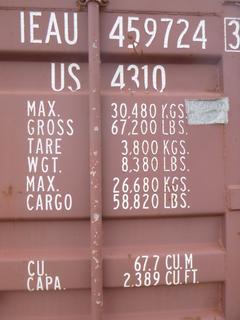 IEAU 459724 3
US 4310
MAX. 30.480 KGS.
GROSS 67,200 LBS.
TARE 3,800 KGS.
WGT. 8,380 LBS.
MAX. 26,680 KGS.
CARGO 58,820 LBS.
CU. 67.7 CU.M
CAPA. 2.389 CU.FT.